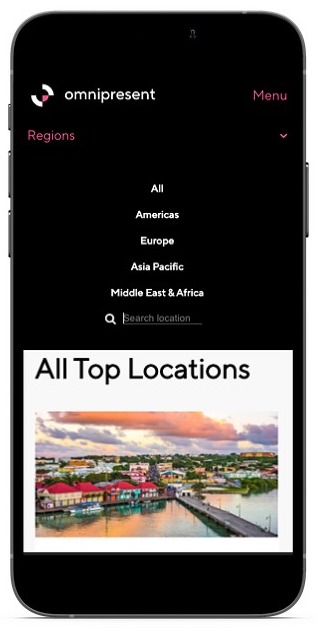 omnipresent
Menu
Regions
All
Americas
Europe
Asia Pacific
Middle East & Africa
Search location
All Top Locations